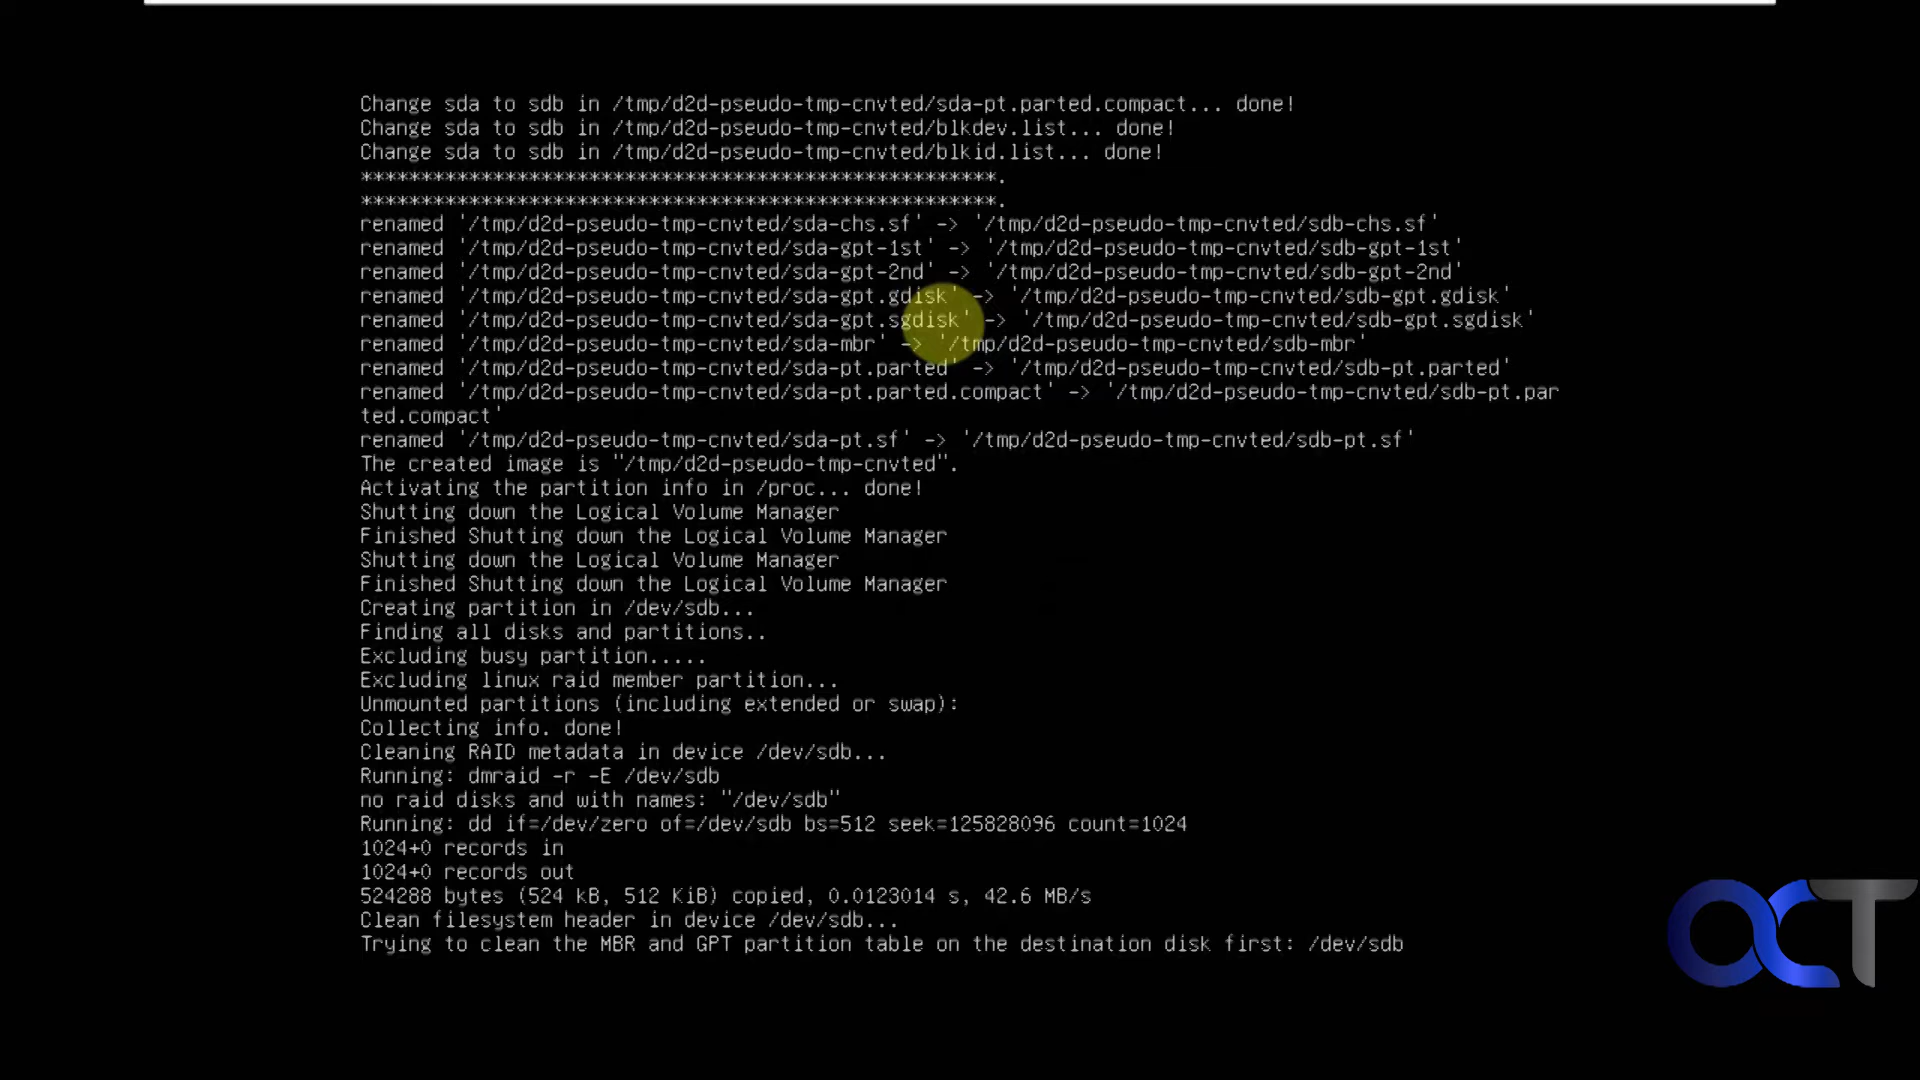 Change sda to sdb in /tmp/d2d-pseudo-tmp-cnvted/sda-pt.parted.compact... done!
Change sda to sdb in /tmp/d2d-pseudo-tmp-cnvted/blkdev.list... done!
Change sda to sdb in /tmp/d2d-pseudo-tmp-cnvted/blkid.list... done!
*****************************************************.
*****************************************************.
renamed '/tmp/d2d-pseudo-tmp-cnvted/sda-chs.sf' -> '/tmp/d2d-pseudo-tmp-cnvted/sdb-chs.sf'
renamed '/tmp/d2d-pseudo-tmp-cnvted/sda-gpt-1st' -> '/tmp/d2d-pseudo-tmp-cnvted/sdb-gpt-1st'
renamed '/tmp/d2d-pseudo-tmp-cnvted/sda-gpt-2nd' -> '/tmp/d2d-pseudo-tmp-cnvted/sdb-gpt-2nd'
renamed '/tmp/d2d-pseudo-tmp-cnvted/sda-gpt.gdisk' -> '/tmp/d2d-pseudo-tmp-cnvted/sdb-gpt.gdisk'
renamed '/tmp/d2d-pseudo-tmp-cnvted/sda-gpt.sgdisk' -> '/tmp/d2d-pseudo-tmp-cnvted/sdb-gpt.sgdisk'
renamed '/tmp/d2d-pseudo-tmp-cnvted/sda-mbr' -> '/tmp/d2d-pseudo-tmp-cnvted/sdb-mbr'
renamed '/tmp/d2d-pseudo-tmp-cnvted/sda-pt.parted' -> '/tmp/d2d-pseudo-tmp-cnvted/sdb-pt.parted'
renamed '/tmp/d2d-pseudo-tmp-cnvted/sda-pt.parted.compact' -> '/tmp/d2d-pseudo-tmp-cnvted/sdb-pt.par
ted.compact'
renamed '/tmp/d2d-pseudo-tmp-cnvted/sda-pt.sf' -> '/tmp/d2d-pseudo-tmp-cnvted/sdb-pt.sf'
The created image is "/tmp/d2d-pseudo-tmp-cnvted".
Activating the partition info in /proc... done!
Shutting down the Logical Volume Manager
Finished Shutting down the Logical Volume Manager
Shutting down the Logical Volume Manager
Finished Shutting down the Logical Volume Manager
Creating partition in /dev/sdb...
Finding all disks and partitions..
Excluding busy partition.....
Excluding linux raid member partition...
Unmounted partitions (including extended or swap):
Collecting info. done!
Cleaning RAID metadata in device /dev/sdb...
Running: dmraid -r -E /dev/sdb
no raid disks and with names: "/dev/sdb"
Running: dd if=/dev/zero of=/dev/sdb bs=512 seek=125828096 count=1024
1024+0 records in
1024+0 records out
524288 bytes (524 kB, 512 KiB) copied, 0.0123014 s, 42.6 MB/s
Clean filesystem header in device /dev/sdb...
Trying to clean the MBR and GPT partition table on the destination disk first: /dev/sdb
OCT